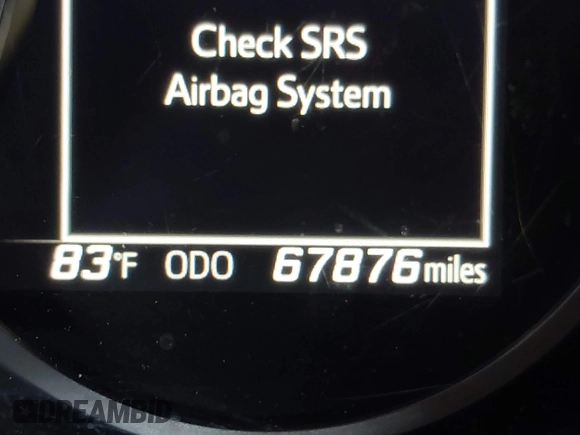 Check SRS
Airbag System
83°F ODO 67876 miles
DREAMBID